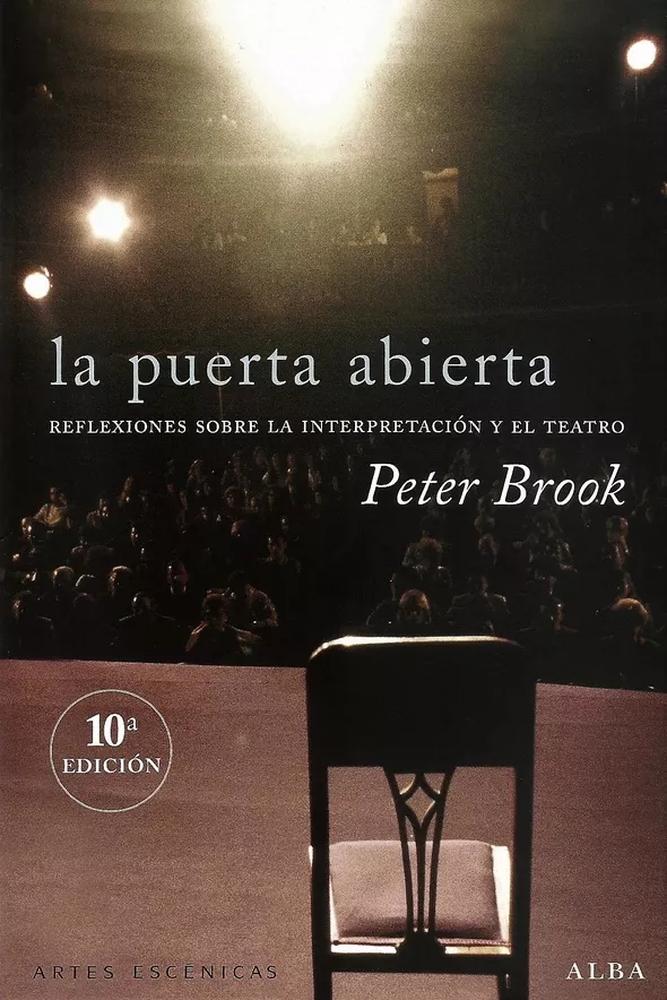 la puerta abierta
REFLEXIONES SOBRE LA INTERPRETACIÓN Y EL TEATRO
Peter Brook
10ª
EDICIÓN
ARTES ESCÉNICAS
ALBA